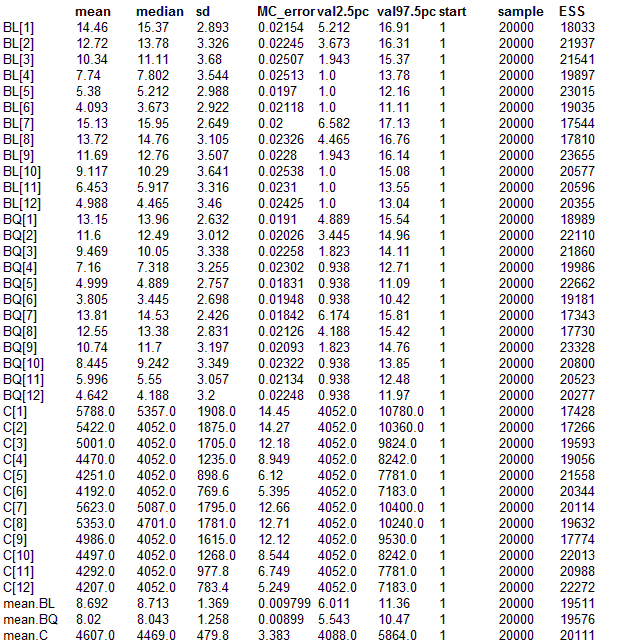 mean median sd MC_error val2.5pc val97.5pc start sample ESS
BL[1] 14.46 15.37 2.893 0.02154 5.212 16.91 1 20000 18033
BL[2] 12.72 13.78 3.326 0.02245 3.673 16.31 1 20000 21937
BL[3] 10.34 11.11 3.68 0.02507 1.943 15.37 1 20000 21541
BL[4] 7.74 7.802 3.544 0.02513 1.0 13.78 1 20000 19897
BL[5] 5.38 5.212 2.988 0.0197 1.0 12.16 1 20000 23015
BL[6] 4.093 3.673 2.922 0.02118 1.0 11.11 1 20000 19035
BL[7] 15.13 15.95 2.649 0.02 6.582 17.13 1 20000 17544
BL[8] 13.72 14.76 3.105 0.02326 4.465 16.76 1 20000 17810
BL[9] 11.69 12.76 3.507 0.0228 1.943 16.14 1 20000 23655
BL[10] 9.117 10.29 3.641 0.02538 1.0 15.08 1 20000 20577
BL[11] 6.453 5.917 3.316 0.0231 1.0 13.55 1 20000 20596
BL[12] 4.988 4.465 3.46 0.02425 1.0 13.04 1 20000 20355
BQ[1] 13.15 13.96 2.632 0.0191 4.889 15.54 1 20000 18989
BQ[2] 11.6 12.49 3.012 0.02026 3.445 14.96 1 20000 22110
BQ[3] 9.469 10.05 3.338 0.02258 1.823 14.11 1 20000 21860
BQ[4] 7.16 7.318 3.255 0.02302 0.938 12.71 1 20000 19986
BQ[5] 4.999 4.889 2.757 0.01831 0.938 11.09 1 20000 22662
BQ[6] 3.805 3.445 2.698 0.01948 0.938 10.42 1 20000 19181
BQ[7] 13.81 14.53 2.426 0.01842 6.174 15.81 1 20000 17343
BQ[8] 12.55 13.38 2.831 0.02126 4.188 15.42 1 20000 17730
BQ[9] 10.74 11.7 3.197 0.02093 1.823 14.76 1 20000 23328
BQ[10] 8.445 9.242 3.349 0.02322 0.938 13.85 1 20000 20800
BQ[11] 5.996 5.55 3.057 0.02134 0.938 12.48 1 20000 20523
BQ[12] 4.642 4.188 3.2 0.02248 0.938 11.97 1 20000 20277
C[1] 5788.0 5357.0 1908.0 14.45 4052.0 10780.0 1 20000 17428
C[2] 5422.0 4052.0 1875.0 14.27 4052.0 10360.0 1 20000 17266
C[3] 5001.0 4052.0 1705.0 12.18 4052.0 9824.0 1 20000 19593
C[4] 4470.0 4052.0 1235.0 8.949 4052.0 8242.0 1 20000 19056
C[5] 4251.0 4052.0 898.6 6.12 4052.0 7781.0 1 20000 21558
C[6] 4192.0 4052.0 769.6 5.395 4052.0 7183.0 1 20000 20344
C[7] 5623.0 5087.0 1795.0 12.66 4052.0 10400.0 1 20000 20114
C[8] 5353.0 4701.0 1781.0 12.71 4052.0 10240.0 1 20000 19632
C[9] 4986.0 4052.0 1615.0 12.12 4052.0 9530.0 1 20000 17774
C[10] 4497.0 4052.0 1268.0 8.544 4052.0 8242.0 1 20000 22013
C[11] 4292.0 4052.0 977.8 6.749 4052.0 7781.0 1 20000 20988
C[12] 4207.0 4052.0 783.4 5.249 4052.0 7183.0 1 20000 22272
mean.BL 8.692 8.713 1.369 0.009799 6.011 11.36 1 20000 19511
mean.BQ 8.02 8.043 1.258 0.00899 5.543 10.47 1 20000 19576
mean.C 4607.0 4469.0 479.8 3.383 4088.0 5864.0 1 20000 20111